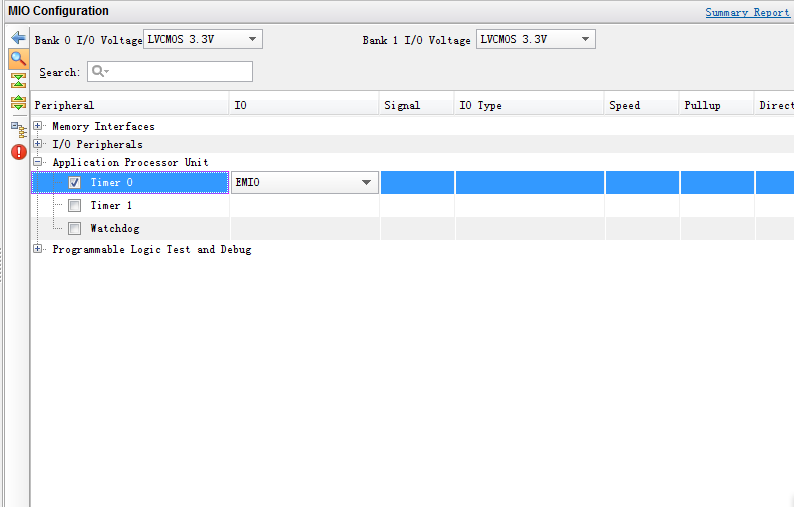 MIO Configuration
Summary Report
Bank 0 I/O Voltage LVCMOS 3.3V Bank 1 I/O Voltage LVCMOS 3.3V
Search:
Peripheral IO Signal IO Type Speed Pullup Direct
Memory Interfaces
I/O Peripherals
Application Processor Unit
Timer 0 EMIO
Timer 1
Watchdog
Programmable Logic Test and Debug